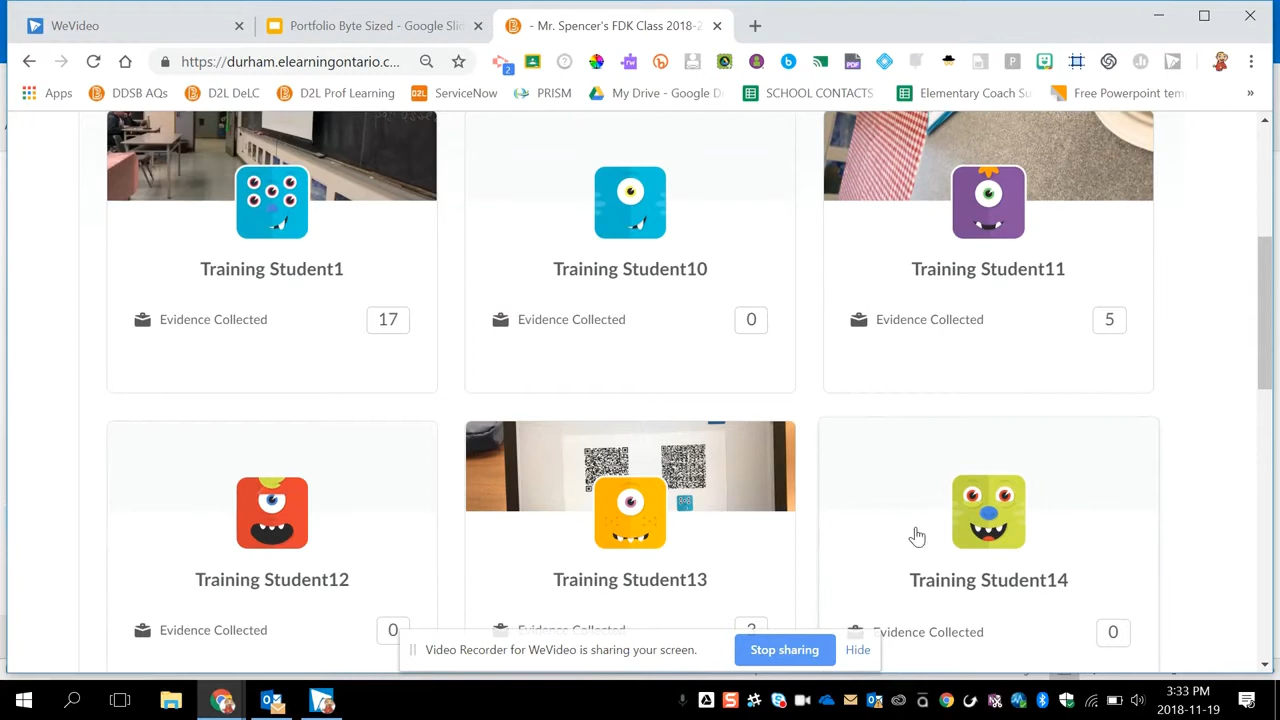 WeVideo
Portfolio Byte Sized - Google Slid
- Mr. Spencer's FDK Class 2018-2
https://durham.elearningontario.c...
2
Apps
DDSB AQs
D2L DeLC
D2L Prof Learning
ServiceNow
PRISM
My Drive - Google D
SCHOOL CONTACTS
Elementary Coach Su
Free Powerpoint tem
»
Training Student1
Training Student10
Training Student11
Evidence Collected 17
Evidence Collected 0
Evidence Collected 5
Training Student12
Training Student13
Training Student14
Evidence Collected 0
Evidence Collected
Evidence Collected 0
Video Recorder for WeVideo is sharing your screen.
Stop sharing
Hide
3:33 PM
2018-11-19